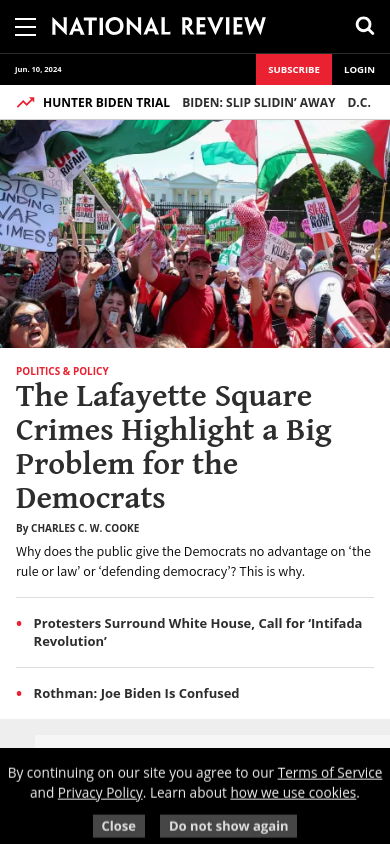 NATIONAL REVIEW
Jun. 10, 2024
SUBSCRIBE
LOGIN
HUNTER BIDEN TRIAL BIDEN: SLIP SLIDIN’ AWAY D.C.
RAFAH!
STOP
FUNDING
WAR
CRIMES!
POLITICS & POLICY
The Lafayette Square
Crimes Highlight a Big
Problem for the
Democrats
By CHARLES C. W. COOKE
Why does the public give the Democrats no advantage on ‘the
rule or law’ or ‘defending democracy’? This is why.
• Protesters Surround White House, Call for ‘Intifada
Revolution’
• Rothman: Joe Biden Is Confused
By continuing on our site you agree to our Terms of Service
and Privacy Policy. Learn about how we use cookies.
Close
Do not show again